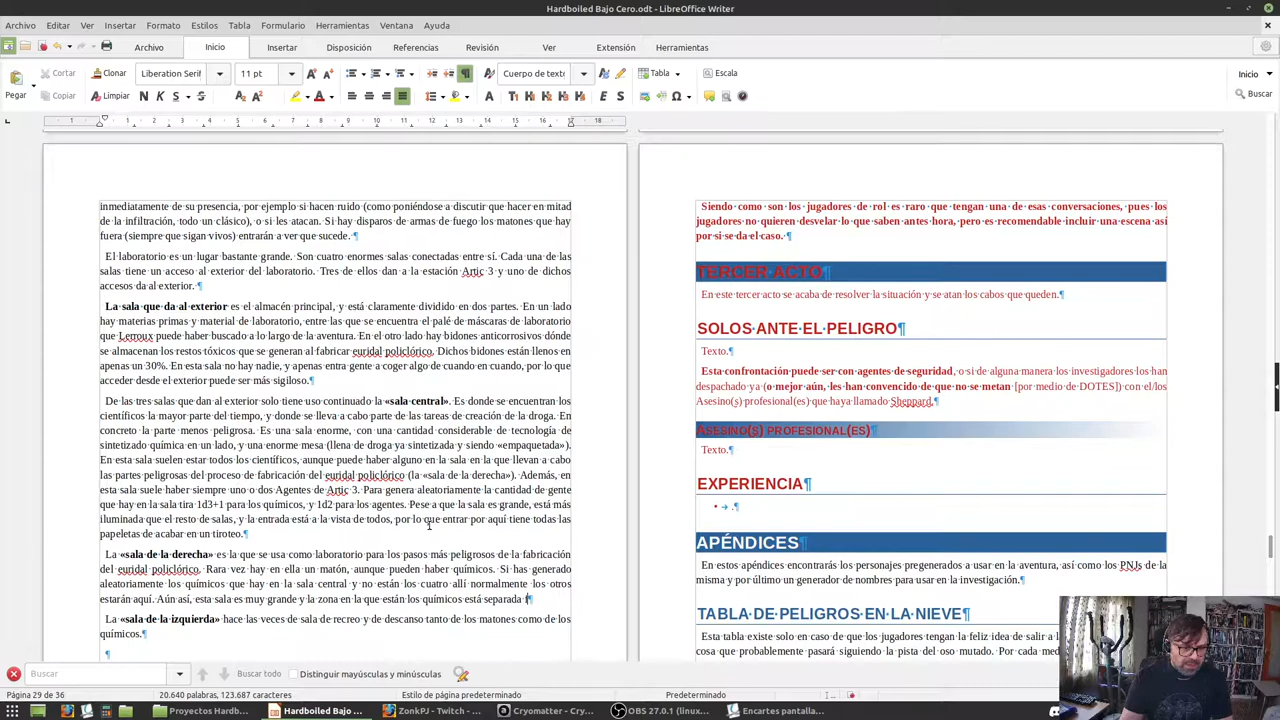 Hardboiled Bajo Cero.odt - LibreOffice Writer
Archivo Editar Ver Insertar Formato Estilos Tabla Formulario Herramientas Ventana Ayuda
Archivo Inicio Insertar Disposición Referencias Revisión Ver Extensión Herramientas
Pegar Cortar Clonar Liberation Serif 11 pt Cuerpo de texto Tabla Escala Inicio
Copiar Limpiar Buscar
inmediatamente de su presencia, por ejemplo si hacen ruido (como poniéndose a discutir que hacer en mitad
de la infiltración, todo un clásico), o si les atacan. Si hay disparos de armas de fuego los matones que hay
fuera (siempre que sigan vivos) entrarán a ver que sucede. ¶
El laboratorio es un lugar bastante grande. Son cuatro enormes salas conectadas entre sí. Cada una de las
salas tiene un acceso al exterior del laboratorio. Tres de ellos dan a la estación Artic 3 y uno de dichos
accesos da al exterior. ¶
La sala que da al exterior es el almacén principal, y está claramente dividido en dos partes. En un lado
hay materias primas y material de laboratorio, entre las que se encuentra el palé de máscaras de laboratorio
que Lerroux puede haber buscado a lo largo de la aventura. En el otro lado hay bidones anticorrosivos dónde
se almacenan los restos tóxicos que se generan al fabricar euridal policlórico. Dichos bidones están llenos en
apenas un 30%. En esta sala no hay nadie, y apenas entra gente a coger algo de cuando en cuando, por lo que
acceder desde el exterior puede ser más sigiloso.¶
De las tres salas que dan al exterior solo tiene uso continuado la «sala central». Es donde se encuentran los
científicos la mayor parte del tiempo, y donde se lleva a cabo parte de las tareas de creación de la droga. En
concreto la parte menos peligrosa. Es una sala enorme, con una cantidad considerable de tecnología de
sintetizado química en un lado, y una enorme mesa (llena de droga ya sintetizada y siendo «empaquetada»).
En esta sala suelen estar todos los científicos, aunque puede haber alguno en la sala en la que llevan a cabo
las partes peligrosas del proceso de fabricación del euridal policlórico (la «sala de la derecha»). Además, en
esta sala suele haber siempre uno o dos Agentes de Artic 3. Para genera aleatoriamente la cantidad de gente
que hay en la sala tira 1d3+1 para los químicos, y 1d2 para los agentes. Pese a que la sala es grande, está más
iluminada que el resto de salas, y la entrada está a la vista de todos, por lo que entrar por aquí tiene todas las
papeletas de acabar en un tiroteo.¶
La «sala de la derecha» es la que se usa como laboratorio para los pasos más peligrosos de la fabricación
del euridal policlórico. Rara vez hay en ella un matón, aunque pueden haber químicos. Si has generado
aleatoriamente los químicos que hay en la sala central y no están los cuatro allí normalmente los otros
estarán aquí. Aún así, esta sala es muy grande y la zona en la que están los químicos está separada ¶
La «sala de la izquierda» hace las veces de sala de recreo y de descanso tanto de los matones como de los
químicos.¶
¶
Siendo como son los jugadores de rol es raro que tengan una de esas conversaciones, pues los
jugadores no quieren desvelar lo que saben antes hora, pero es recomendable incluir una escena así
por si se da el caso. ¶
TERCER ACTO¶
En este tercer acto se acaba de resolver la situación y se atan los cabos que queden.¶
SOLOS ANTE EL PELIGRO¶
Texto.¶
Esta confrontación puede ser con agentes de seguridad, o si de alguna manera los investigadores los han
despachado ya (o mejor aún, les han convencido de que no se metan [por medio de DOTES]) con el/los
Asesino(s) profesional(es) que haya llamado Sheppard.¶
ASESINO(S) PROFESIONAL(ES)¶
Texto.¶
EXPERIENCIA¶
• → .¶
APÉNDICES¶
En estos apéndices encontrarás los personajes pregenerados a usar en la aventura, así como los PNJs de la
misma y por último un generador de nombres para usar en la investigación.¶
TABLA DE PELIGROS EN LA NIEVE¶
Esta tabla existe solo en caso de que los jugadores tengan la feliz idea de salir a
cosa que probablemente pasará siguiendo la pista del oso mutado. Por cada
Buscar Buscar todo Distinguir mayúsculas y minúsculas
Página 29 de 36 20.640 palabras, 123.687 caracteres Estilo de página predeterminado Predeterminado
Proyectos Hardb... Hardboiled Bajo ... ZonkPJ - Twitch - ... Cryomatter - Cry... OBS 27.0.1 (linux... Encartes pantalla...